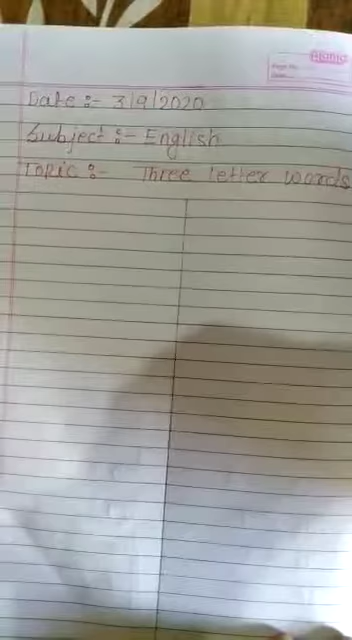 Date :- 3/9/2020
Subject :- English
Topic :- Three letter words